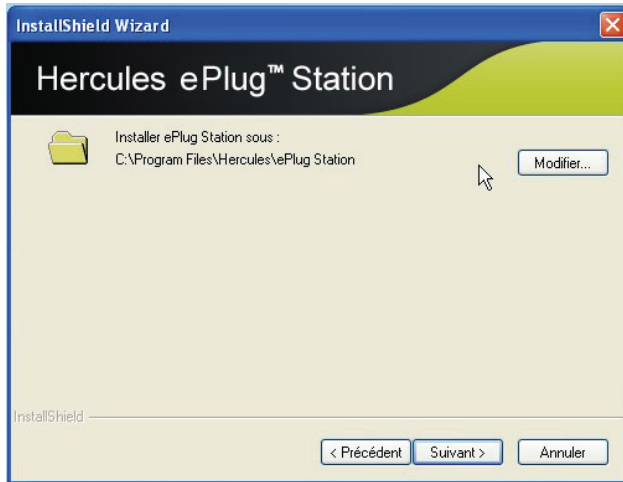 InstallShield Wizard
Hercules ePlug™ Station
Installer ePlug Station sous :
C:\Program Files\Hercules\ePlug Station
Modifier...
InstallShield
< Précédent
Suivant >
Annuler